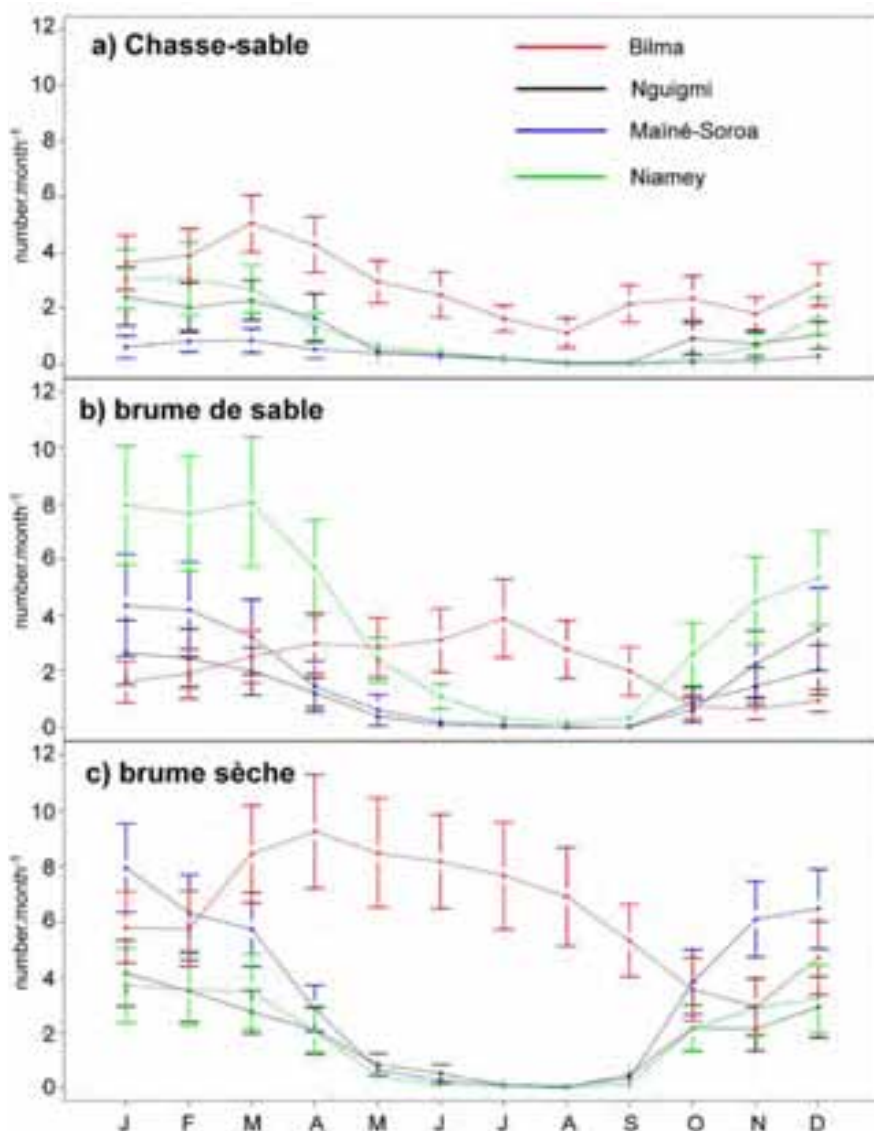 a) Chasse-sable
Bilma
Nguigmi
Maïné-Soroa
Niamey
number.month⁻¹
12
10
8
6
4
2
0
b) brume de sable
number.month⁻¹
12
10
8
6
4
2
0
c) brume sèche
number.month⁻¹
12
10
8
6
4
2
0
J F M A M J J A S O N D